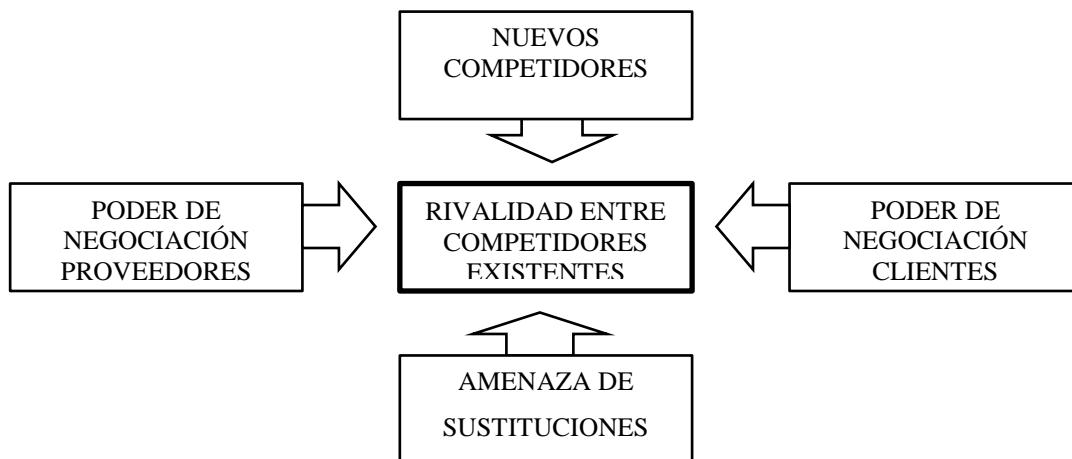 NUEVOS
COMPETIDORES
PODER DE
NEGOCIACIÓN
PROVEEDORES
RIVALIDAD ENTRE
COMPETIDORES
EXISTENTES
PODER DE
NEGOCIACIÓN
CLIENTES
AMENAZA DE
SUSTITUCIONES